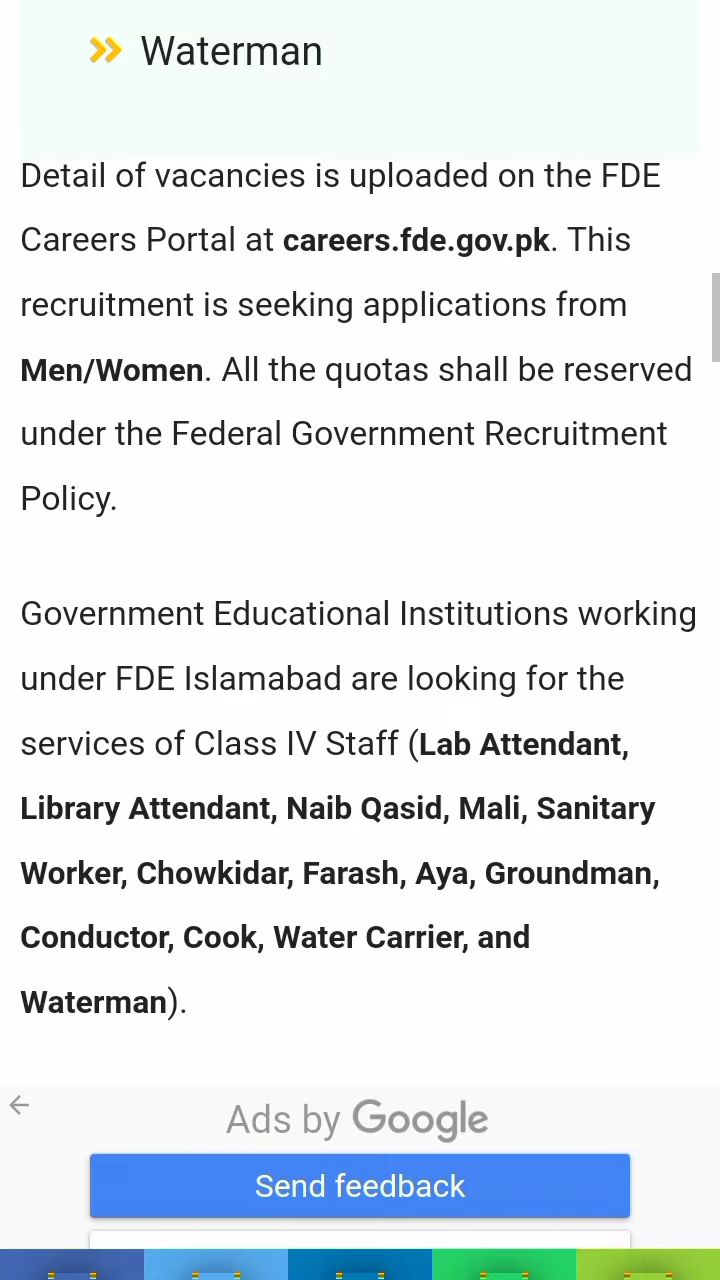 Waterman
Detail of vacancies is uploaded on the FDE
Careers Portal at careers.fde.gov.pk. This
recruitment is seeking applications from
Men/Women. All the quotas shall be reserved
under the Federal Government Recruitment
Policy.
Government Educational Institutions working
under FDE Islamabad are looking for the
services of Class IV Staff (Lab Attendant,
Library Attendant, Naib Qasid, Mali, Sanitary
Worker, Chowkidar, Farash, Aya, Groundman,
Conductor, Cook, Water Carrier, and
Waterman).
Ads by Google
Send feedback